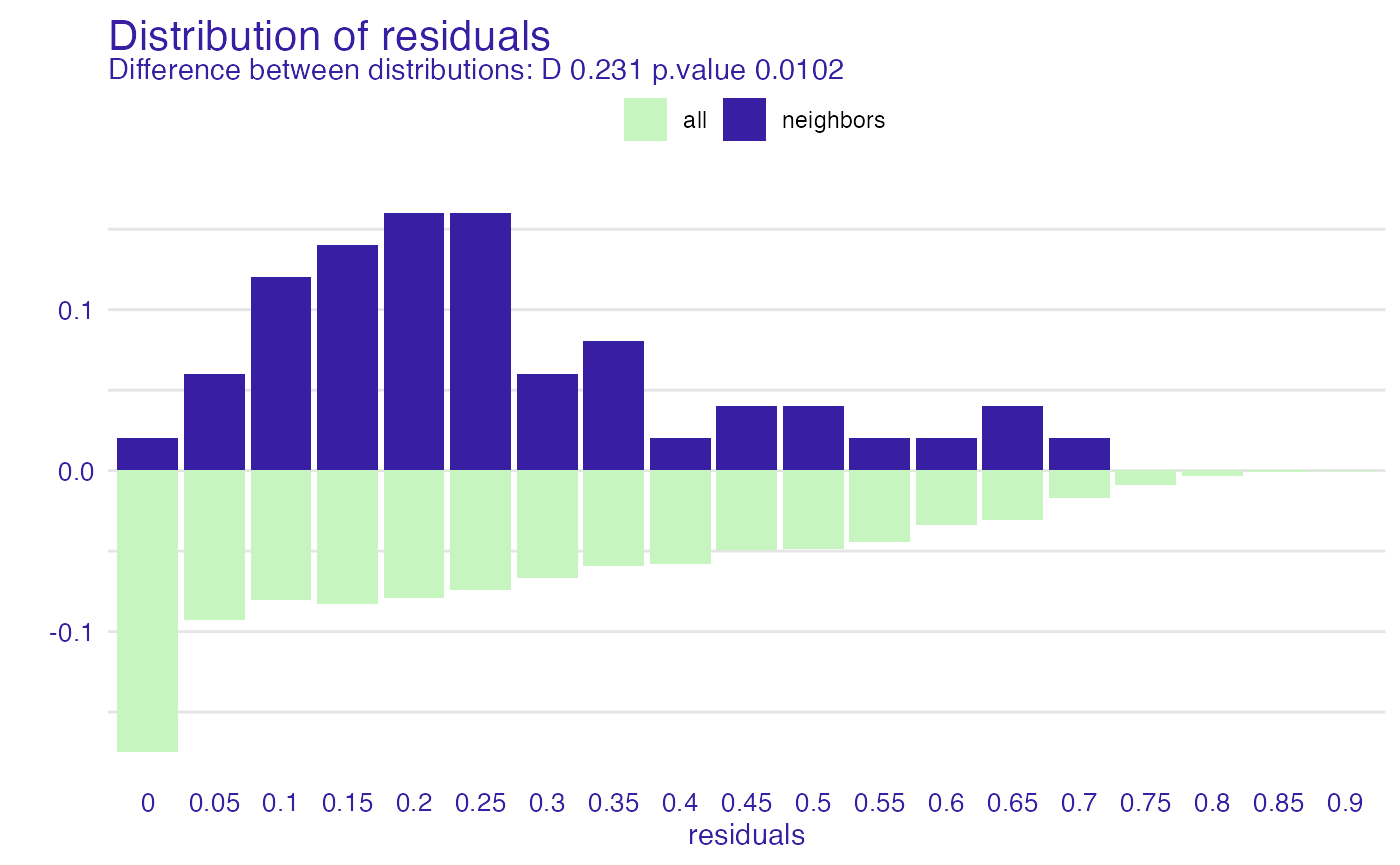 Distribution of residuals
Difference between distributions: D 0.231 p.value 0.0102
all neighbors
0.1
0.0
-0.1
0 0.05 0.1 0.15 0.2 0.25 0.3 0.35 0.4 0.45 0.5 0.55 0.6 0.65 0.7 0.75 0.8 0.85 0.9
residuals